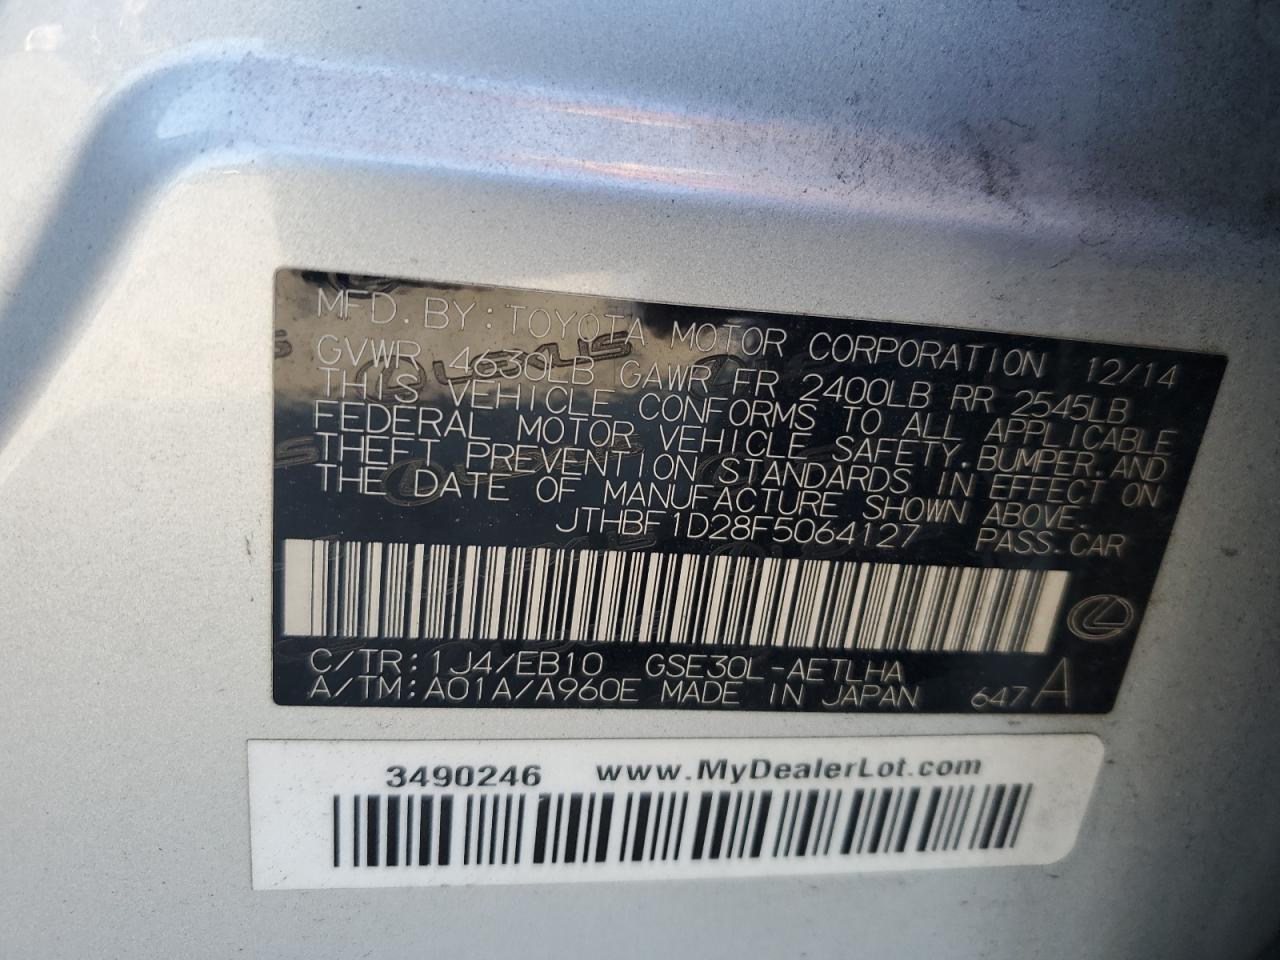 MFD. BY: TOYOTA MOTOR CORPORATION 12/14
GVWR 4630LB GAWR FR 2400LB RR 2545LB
THIS VEHICLE CONFORMS TO ALL APPLICABLE
FEDERAL MOTOR VEHICLE SAFETY, BUMPER, AND
THEFT PREVENTION STANDARDS IN EFFECT ON
THE DATE OF MANUFACTURE SHOWN ABOVE.
JTHBF1D28F5064127 PASS. CAR
C/TR: 1J4/EB10 GSE30L-AETLHA
A/TM: A01A/A960E MADE IN JAPAN 647 A
3490246 www.MyDealerLot.com